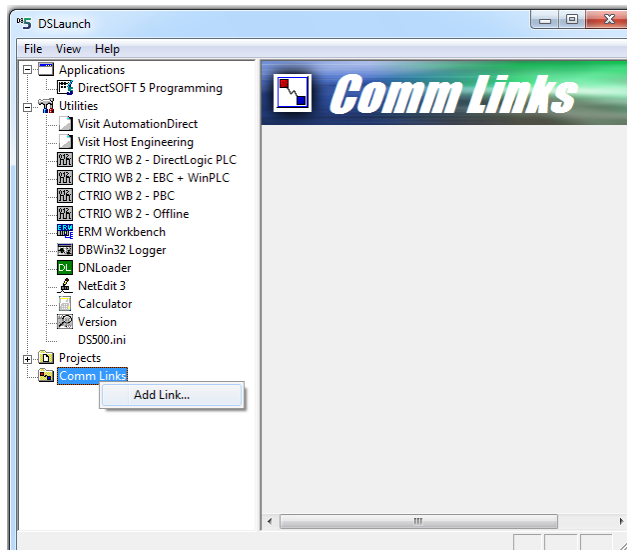 DS5 DSLaunch
File View Help
Applications
DirectSOFT 5 Programming
Utilities
Visit AutomationDirect
Visit Host Engineering
CTRIO WB 2 - DirectLogic PLC
CTRIO WB 2 - EBC + WinPLC
CTRIO WB 2 - PBC
CTRIO WB 2 - Offline
ERM Workbench
DBWin32 Logger
DL DNLoader
NetEdit 3
Calculator
Version
DS500.ini
Projects
Comm Links
Add Link...
Comm Links